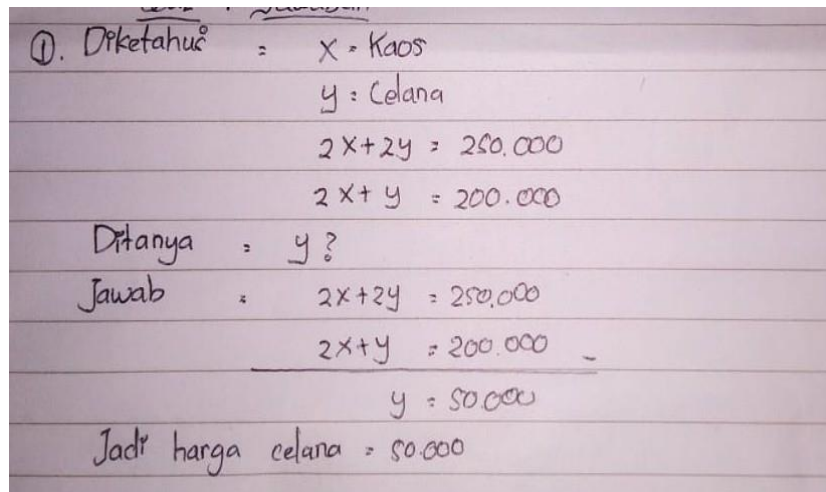 ①. Diketahui : x = Kaos
y = Celana
2x+2y = 250.000
2x+y = 200.000
Ditanya : y?
Jawab : 2x+2y = 250.000
2x+y = 200.000 -
y = 50.000
Jadi harga celana = 50.000